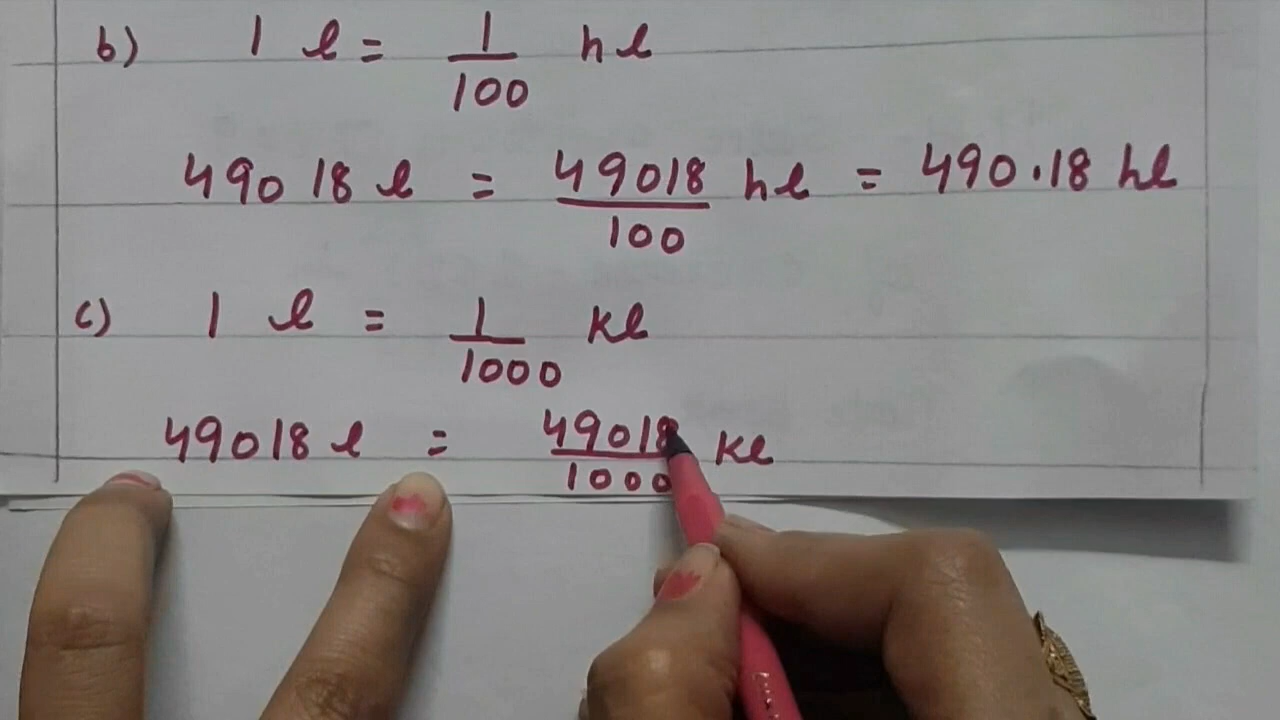 b) 1 l = 1/100 hl
49018 l = 49018/100 hl = 490.18 hl
c) 1 l = 1/1000 kl
49018 l = 49018/1000 kl